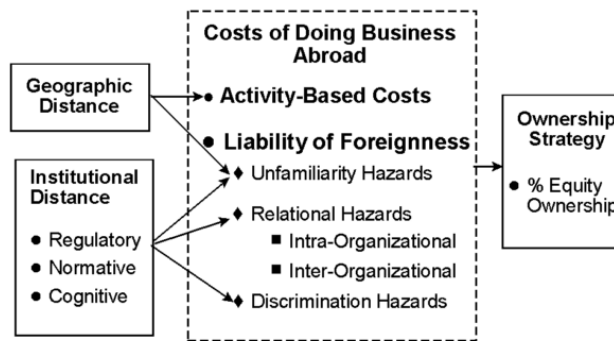 Geographic
Distance
Institutional
Distance
● Regulatory
● Normative
● Cognitive
Costs of Doing Business
Abroad
● Activity-Based Costs
● Liability of Foreignness
♦ Unfamiliarity Hazards
♦ Relational Hazards
■ Intra-Organizational
■ Inter-Organizational
♦ Discrimination Hazards
Ownership
Strategy
● % Equity
Ownership